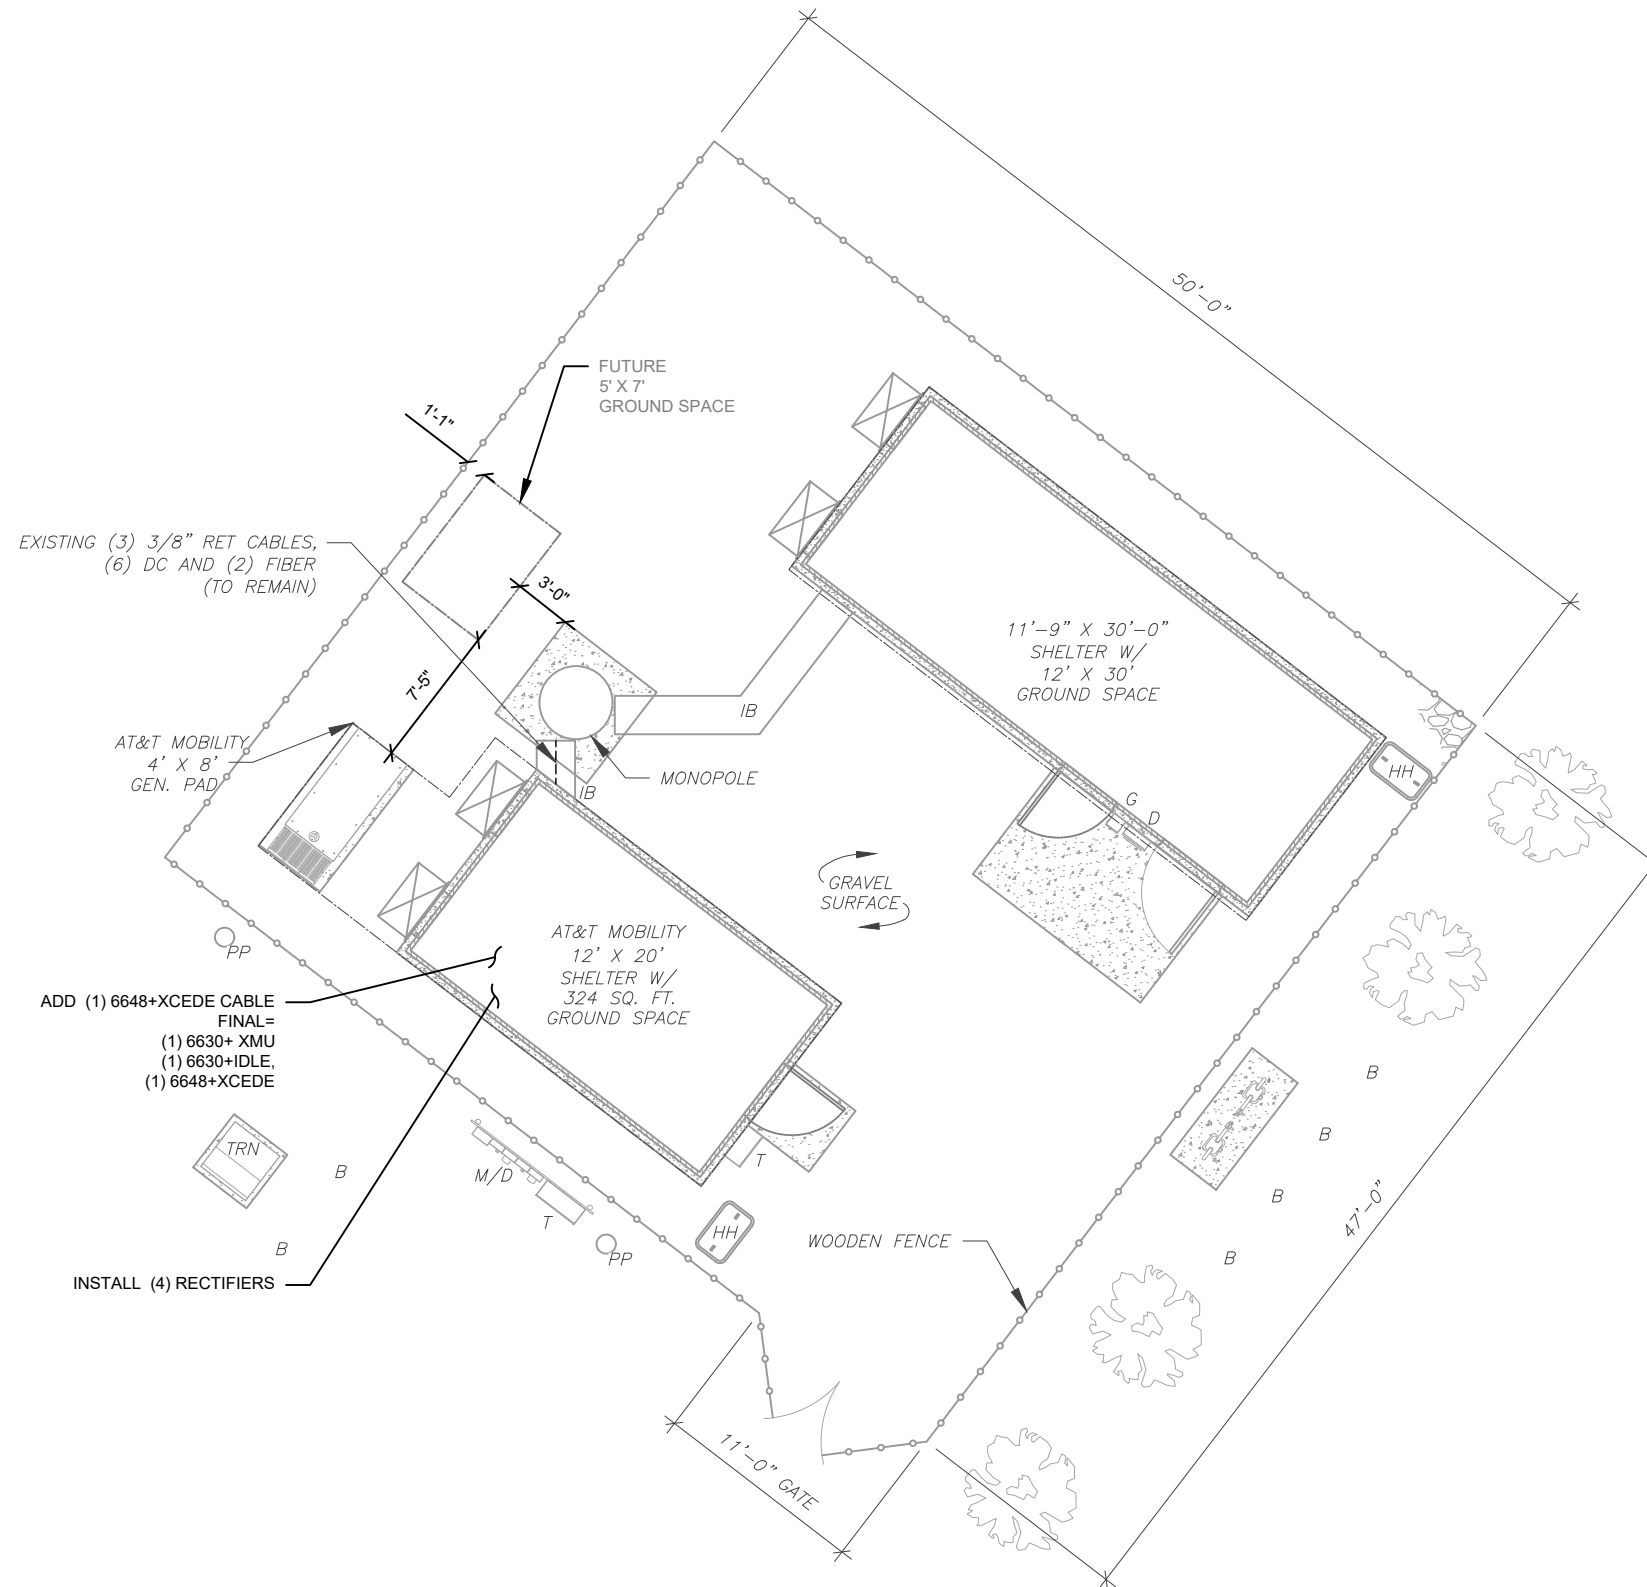 50'-0"
FUTURE
5' X 7'
GROUND SPACE
1'-1"
EXISTING (3) 3/8" RET CABLES,
(6) DC AND (2) FIBER
(TO REMAIN)
3'-0"
11'-9" X 30'-0"
SHELTER W/
12' X 30'
GROUND SPACE
7'-5"
IB
AT&T MOBILITY
4' X 8'
GEN. PAD
MONOPOLE
IB
HH
G
D
GRAVEL
SURFACE
AT&T MOBILITY
12' X 20'
SHELTER W/
324 SQ. FT.
GROUND SPACE
PP
ADD (1) 6648+XCEDE CABLE
FINAL=
(1) 6630+ XMU
(1) 6630+IDLE,
(1) 6648+XCEDE
B
B
TRN
B
M/D
T
T
B
B
47'-0"
HH
PP
B
WOODEN FENCE
B
INSTALL (4) RECTIFIERS
11'-0" GATE